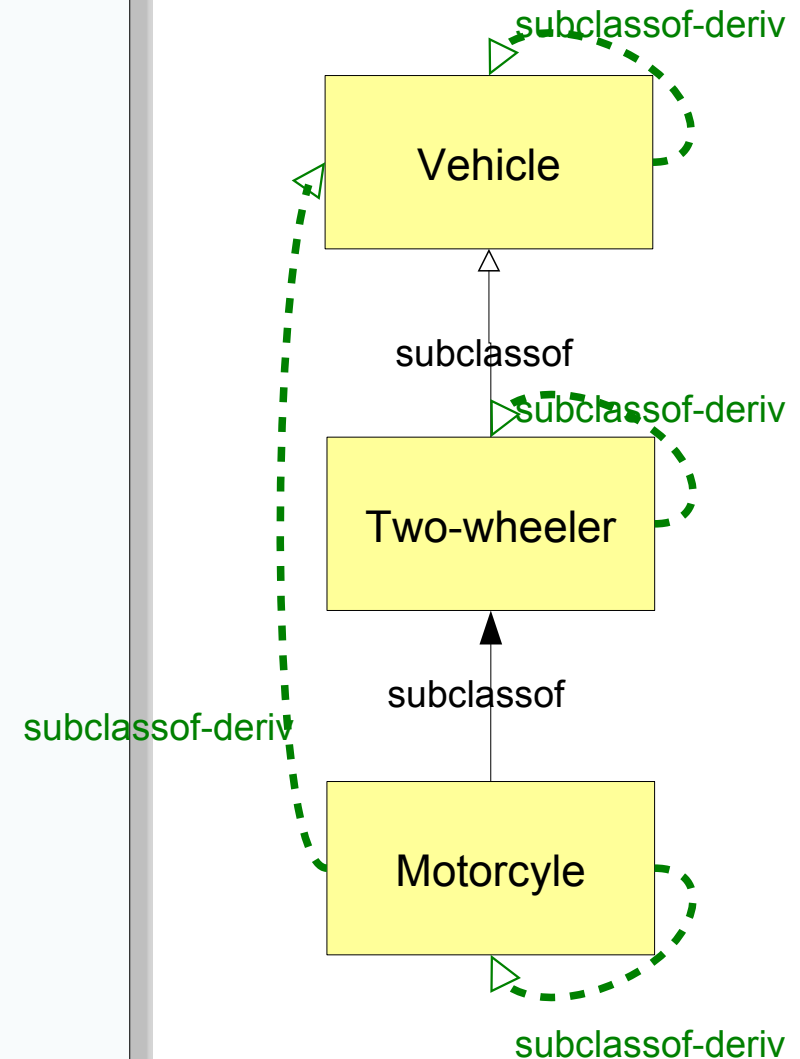 subclassof-deriv
Vehicle
subclassof
subclassof-deriv
Two-wheeler
subclassof
subclassof-deriv
Motorcyle
subclassof-deriv